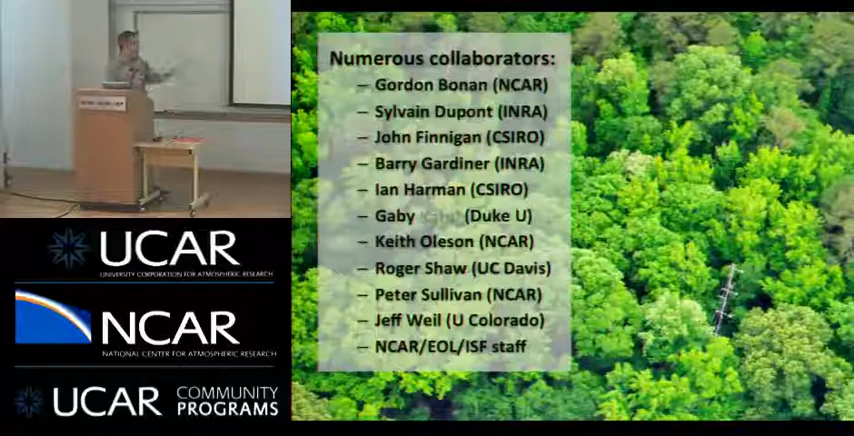 Numerous collaborators:
– Gordon Bonan (NCAR)
– Sylvain Dupont (INRA)
– John Finnigan (CSIRO)
– Barry Gardiner (INRA)
– Ian Harman (CSIRO)
– Gaby (Duke U)
– Keith Oleson (NCAR)
– Roger Shaw (UC Davis)
– Peter Sullivan (NCAR)
– Jeff Weil (U Colorado)
– NCAR/EOL/ISF staff
UCAR
UNIVERSITY CORPORATION FOR ATMOSPHERIC RESEARCH
NCAR
NATIONAL CENTER FOR ATMOSPHERIC RESEARCH
UCAR COMMUNITY
PROGRAMS